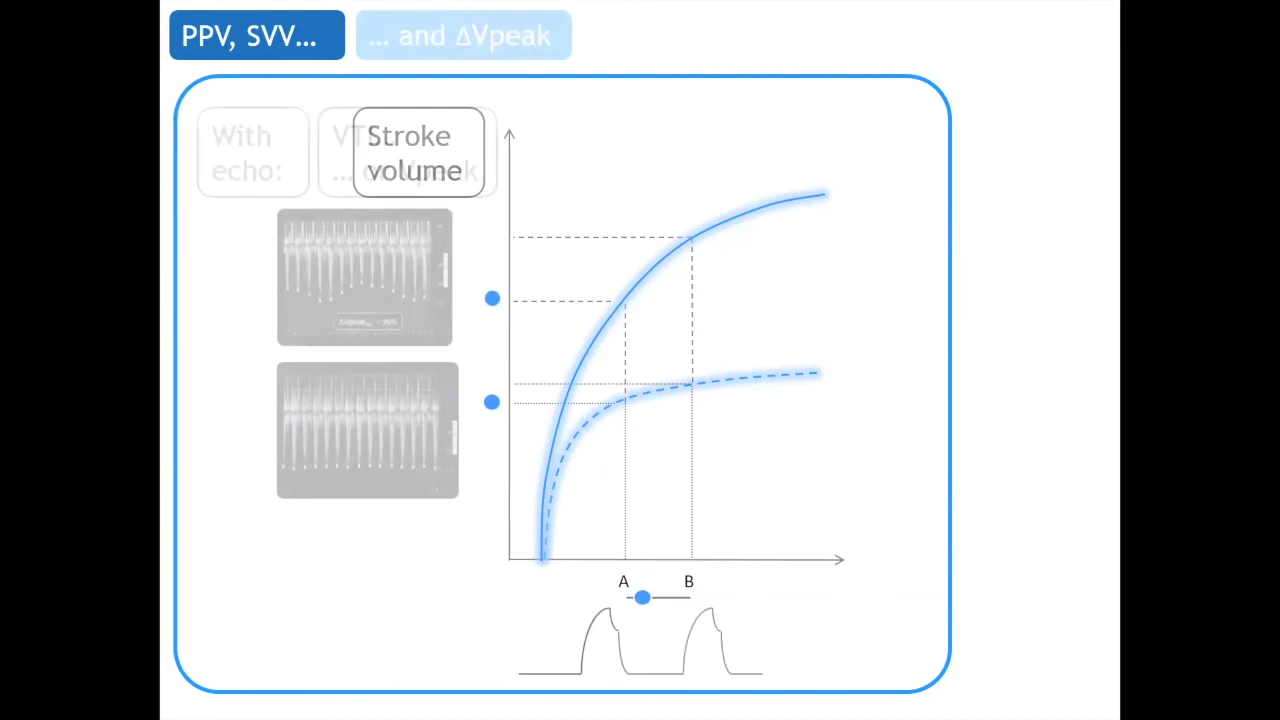 PPV, SVV...
... and ΔVpeak
With
echo:
Stroke
volume
A
B